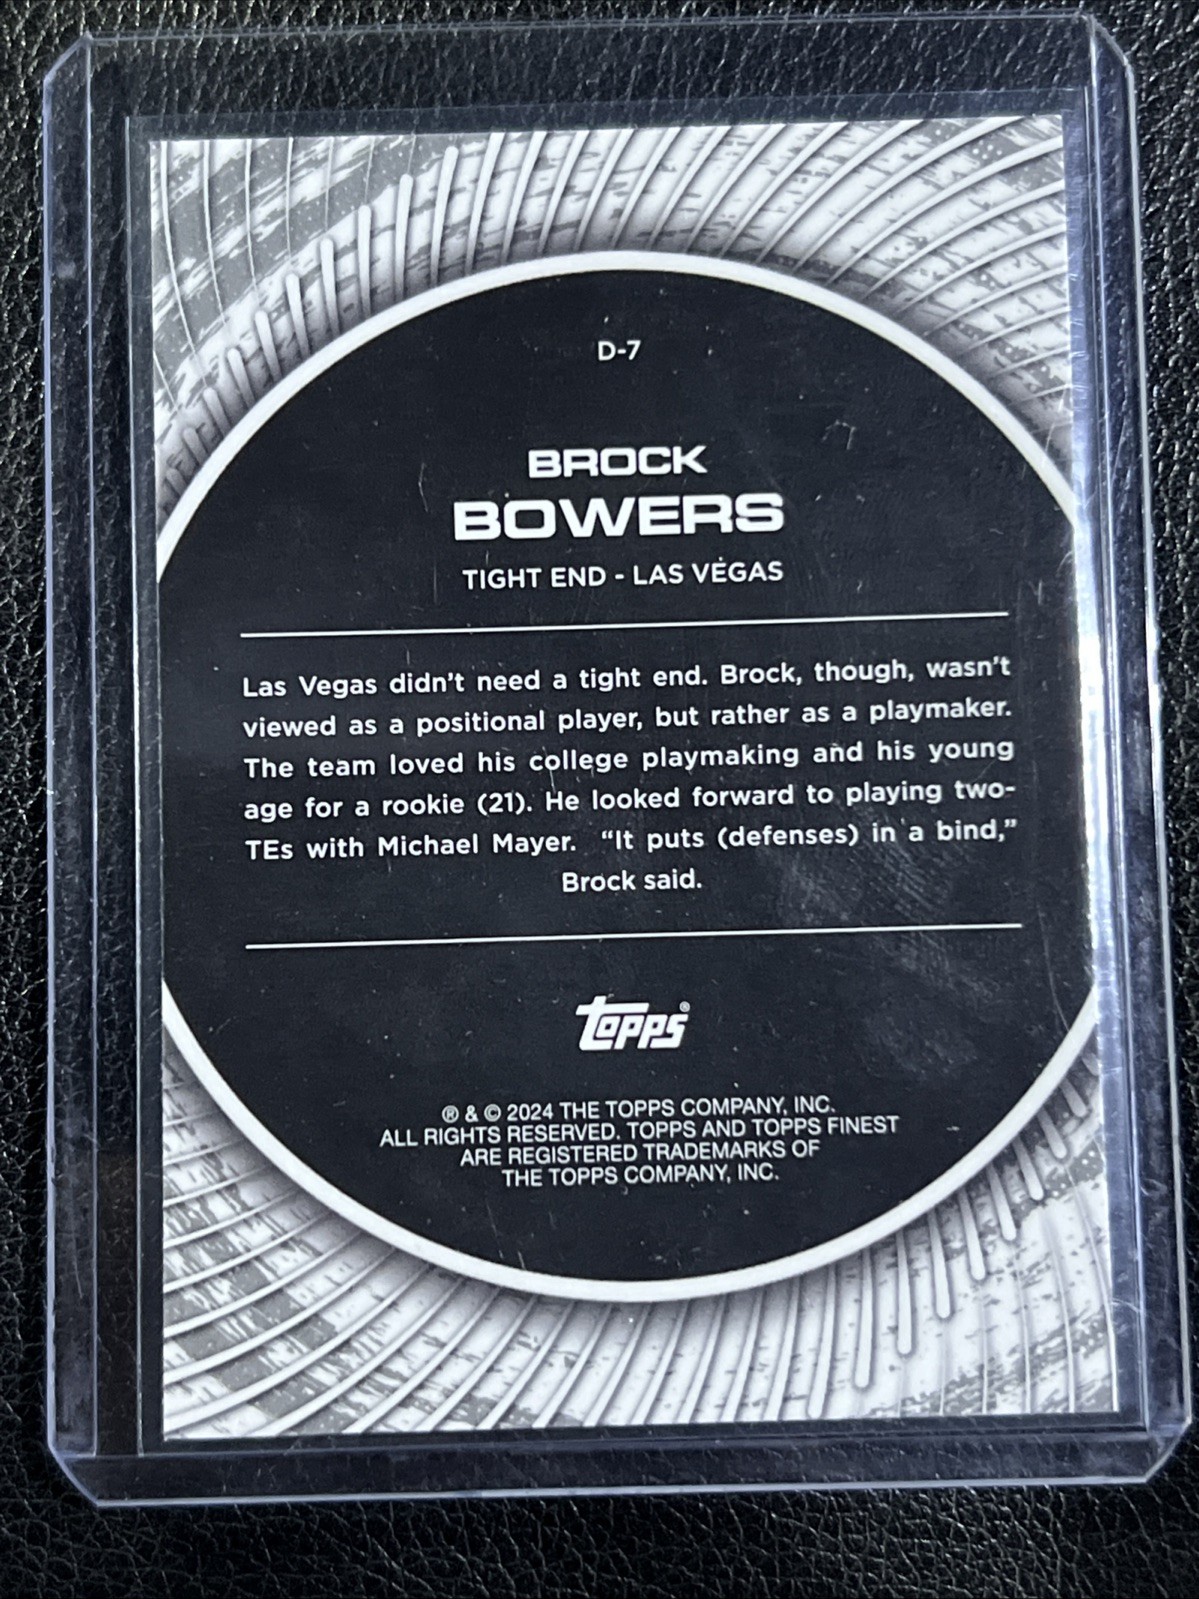 D-7
BROCK
BOWERS
TIGHT END - LAS VEGAS
Las Vegas didn't need a tight end. Brock, though, wasn't
viewed as a positional player, but rather as a playmaker.
The team loved his college playmaking and his young
age for a rookie (21). He looked forward to playing two-
TEs with Michael Mayer. “It puts (defenses) in a bind,”
Brock said.
topps®
® & © 2024 THE TOPPS COMPANY, INC.
ALL RIGHTS RESERVED. TOPPS AND TOPPS FINEST
ARE REGISTERED TRADEMARKS OF
THE TOPPS COMPANY, INC.